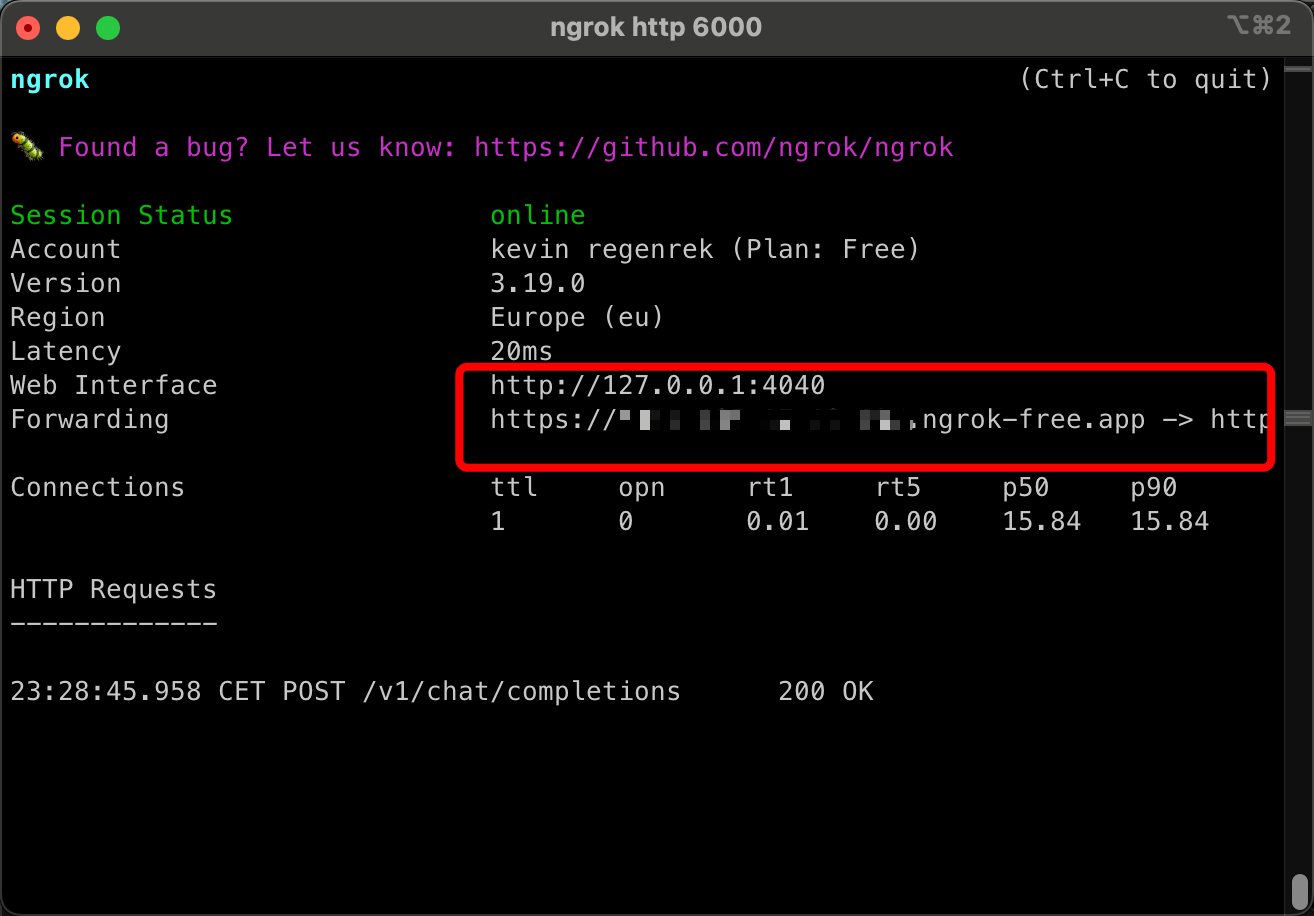 ngrok http 6000 ⌥⌘2
ngrok (Ctrl+C to quit)
🐛 Found a bug? Let us know: https://github.com/ngrok/ngrok
Session Status online
Account kevin regenrek (Plan: Free)
Version 3.19.0
Region Europe (eu)
Latency 20ms
Web Interface http://127.0.0.1:4040
Forwarding https:// .ngrok-free.app -> http
Connections ttl opn rt1 rt5 p50 p90
1 0 0.01 0.00 15.84 15.84
HTTP Requests
-------------
23:28:45.958 CET POST /v1/chat/completions 200 OK